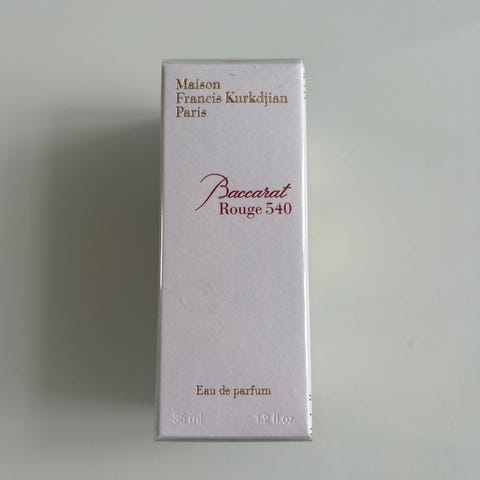 Maison
Francis Kurkdjian
Paris
Baccarat
Rouge 540
Eau de parfum
35 ml 1.2 fl.oz.